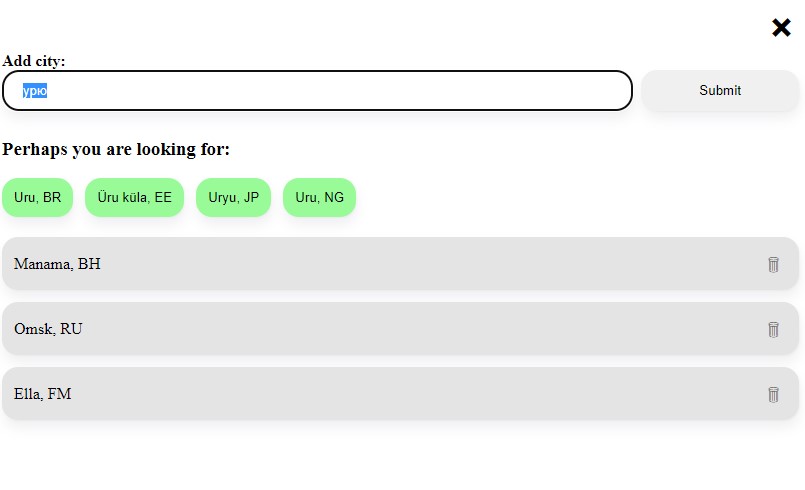 Add city:
урю
Submit
Perhaps you are looking for:
Uru, BR
Üru küla, EE
Uryu, JP
Uru, NG
Manama, BH
Omsk, RU
Ella, FM